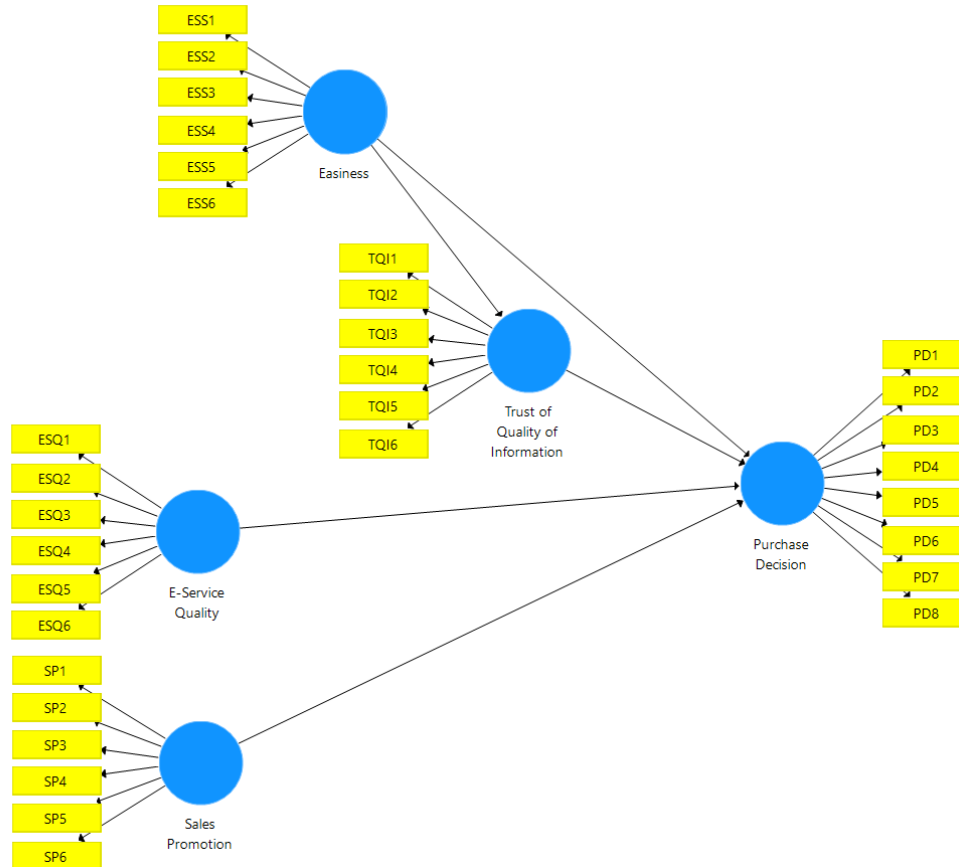 ESS1
ESS2
ESS3
ESS4
ESS5
ESS6
Easiness
TQI1
TQI2
TQI3
TQI4
TQI5
TQI6
Trust of
Quality of
Information
PD1
PD2
PD3
PD4
PD5
PD6
PD7
PD8
Purchase
Decision
ESQ1
ESQ2
ESQ3
ESQ4
ESQ5
ESQ6
E-Service
Quality
SP1
SP2
SP3
SP4
SP5
SP6
Sales
Promotion